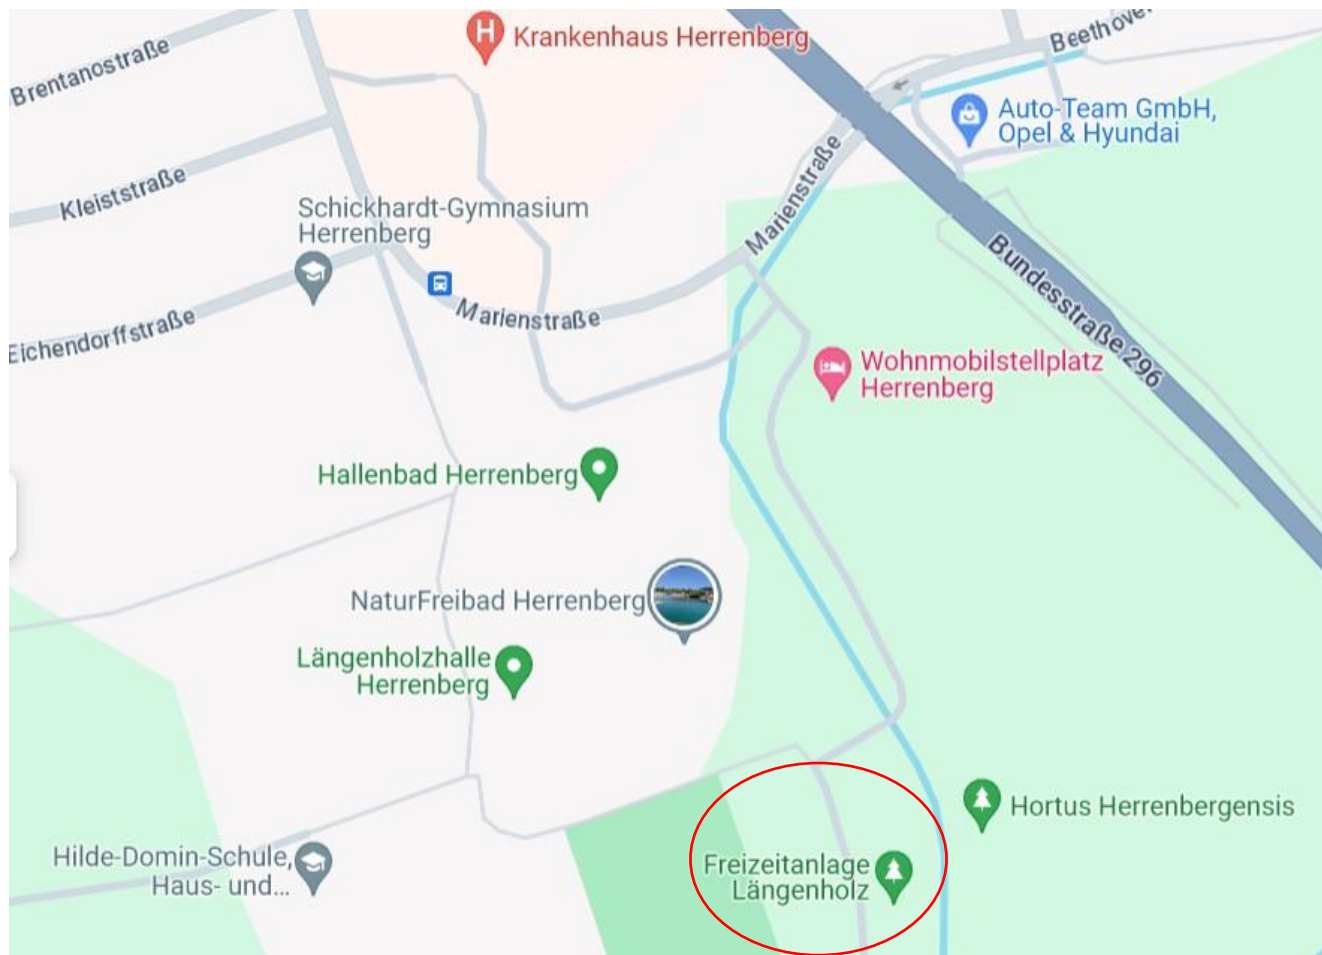 Krankenhaus Herrenberg
Beethove
Brentanostraße
Auto-Team GmbH,
Opel & Hyundai
Kleiststraße
Marienstraße
Schickhardt-Gymnasium
Herrenberg
Bundesstraße 296
Eichendorffstraße
Marienstraße
Wohnmobilstellplatz
Herrenberg
Hallenbad Herrenberg
NaturFreibad Herrenberg
Längenholzhalle
Herrenberg
Hortus Herrenbergensis
Hilde-Domin-Schule,
Haus- und...
Freizeitanlage
Längenholz